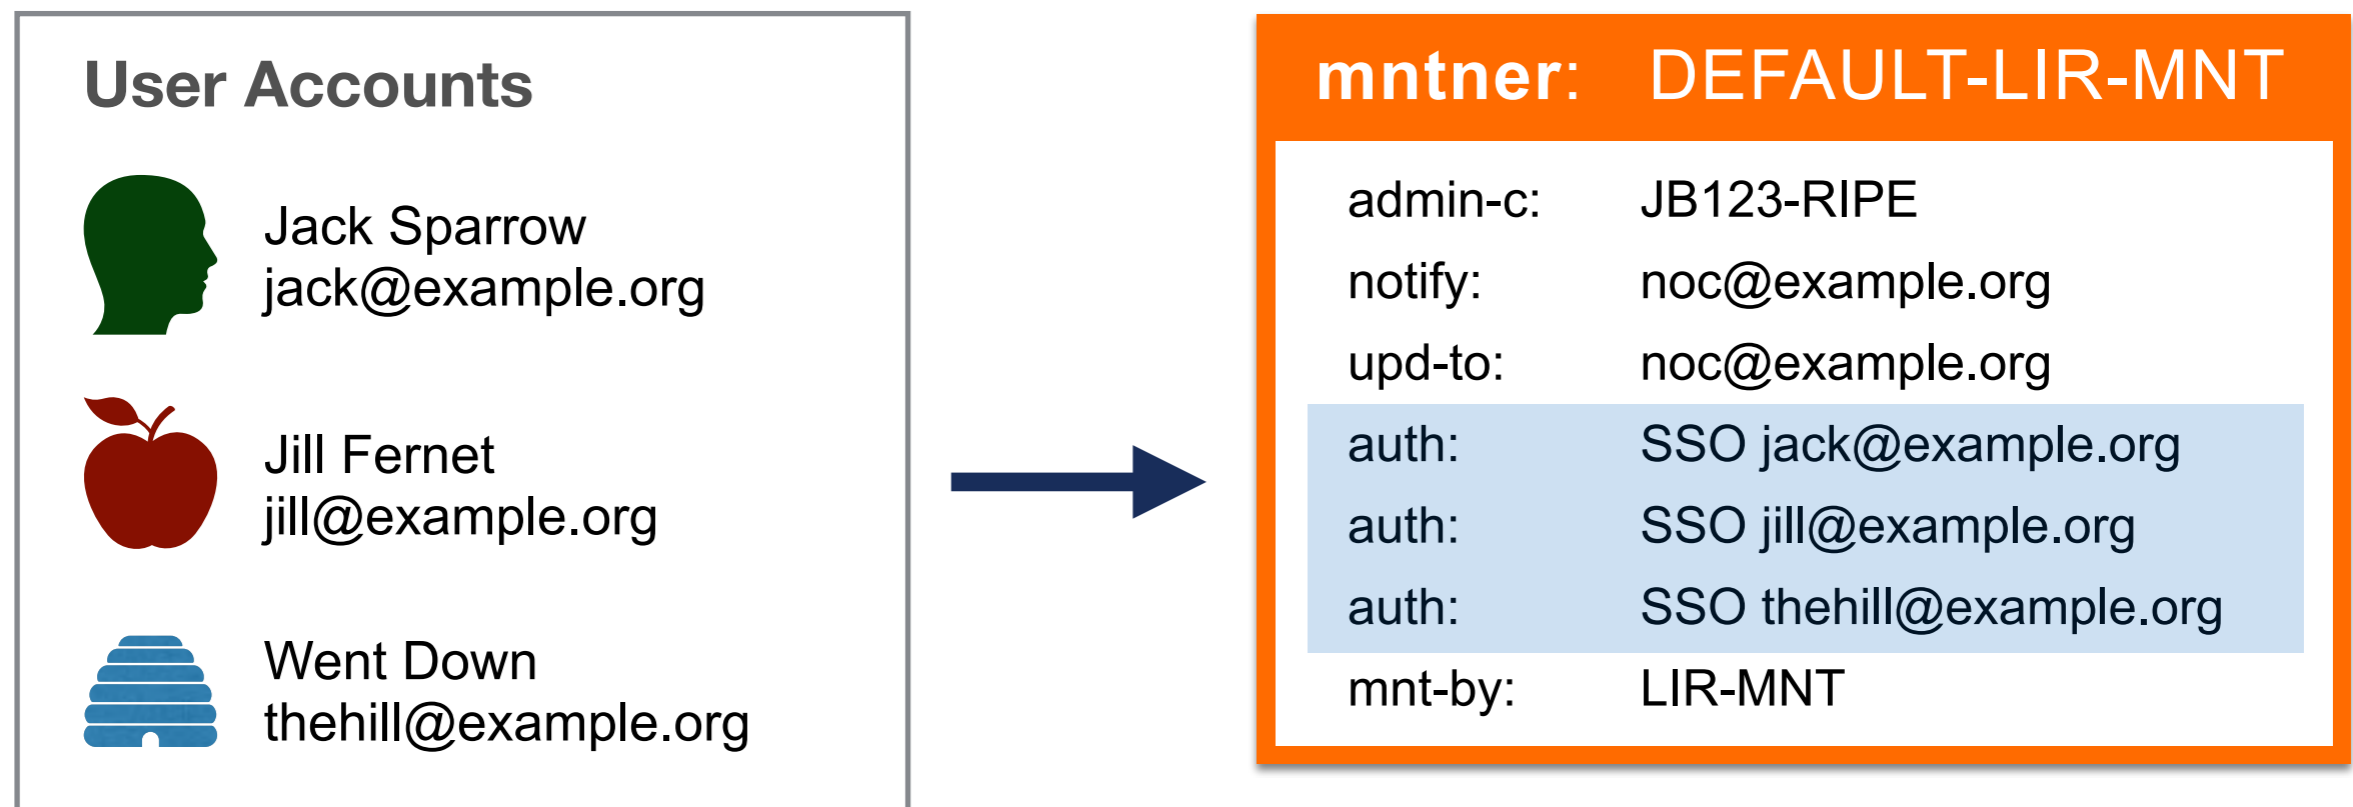 User Accounts
Jack Sparrow
jack@example.org
Jill Fernet
jill@example.org
Went Down
thehill@example.org
mntner: DEFAULT-LIR-MNT
admin-c: JB123-RIPE
notify: noc@example.org
upd-to: noc@example.org
auth: SSO jack@example.org
auth: SSO jill@example.org
auth: SSO thehill@example.org
mnt-by: LIR-MNT